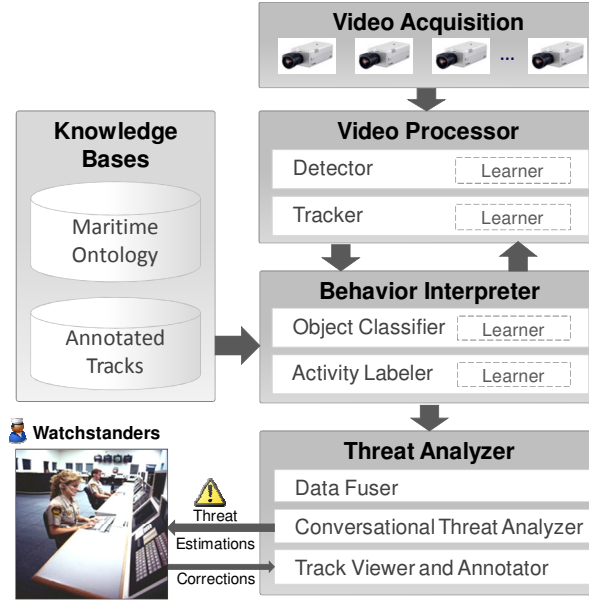 Video Acquisition
...
Knowledge
Bases
Maritime
Ontology
Annotated
Tracks
Video Processor
Detector
Learner
Tracker
Learner
Behavior Interpreter
Object Classifier
Learner
Activity Labeler
Learner
Watchstanders
Threat
Estimations
Corrections
Threat Analyzer
Data Fuser
Conversational Threat Analyzer
Track Viewer and Annotator